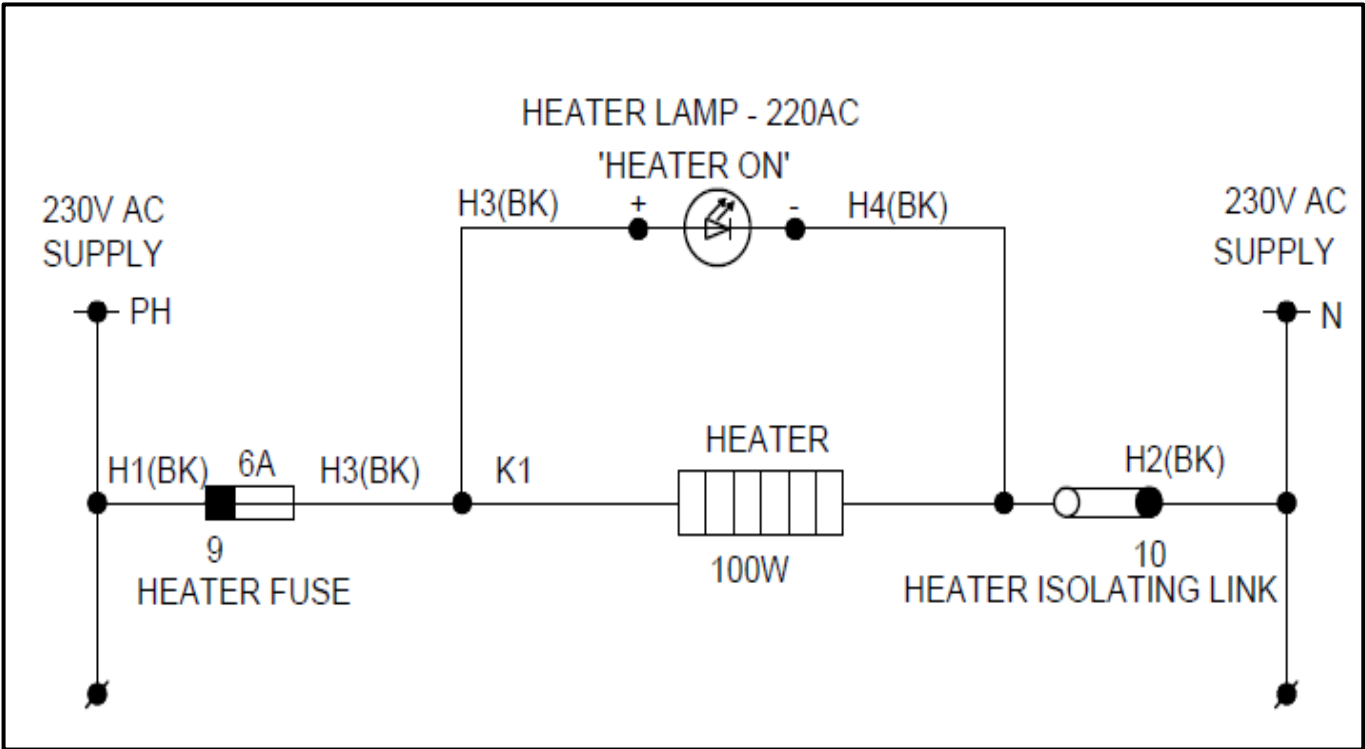 HEATER LAMP - 220AC
'HEATER ON'
230V AC
SUPPLY
PH
H3(BK)
+
-
H4(BK)
230V AC
SUPPLY
N
H1(BK)
6A
H3(BK)
K1
HEATER
H2(BK)
9
HEATER FUSE
100W
10
HEATER ISOLATING LINK